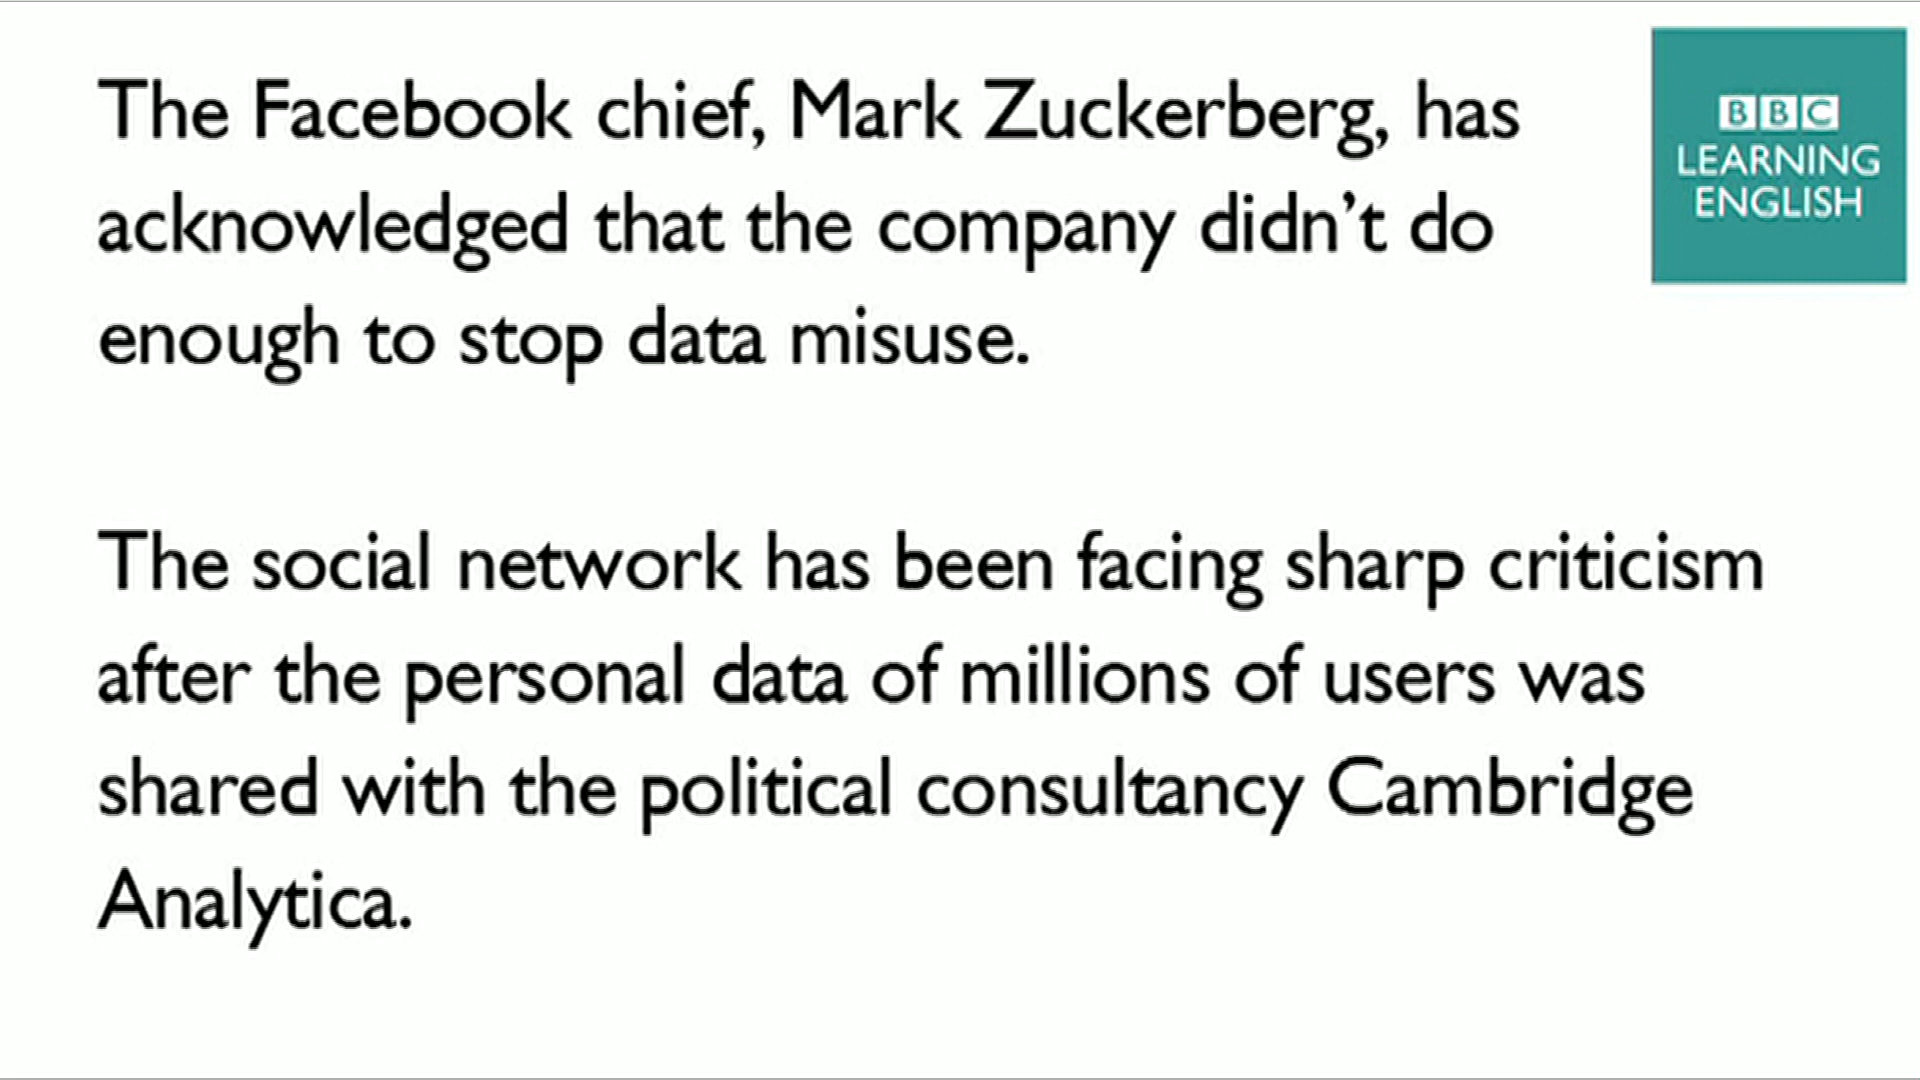 The Facebook chief, Mark Zuckerberg, has
acknowledged that the company didn't do
enough to stop data misuse.
The social network has been facing sharp criticism
after the personal data of millions of users was
shared with the political consultancy Cambridge
Analytica.
BBC
LEARNING
ENGLISH